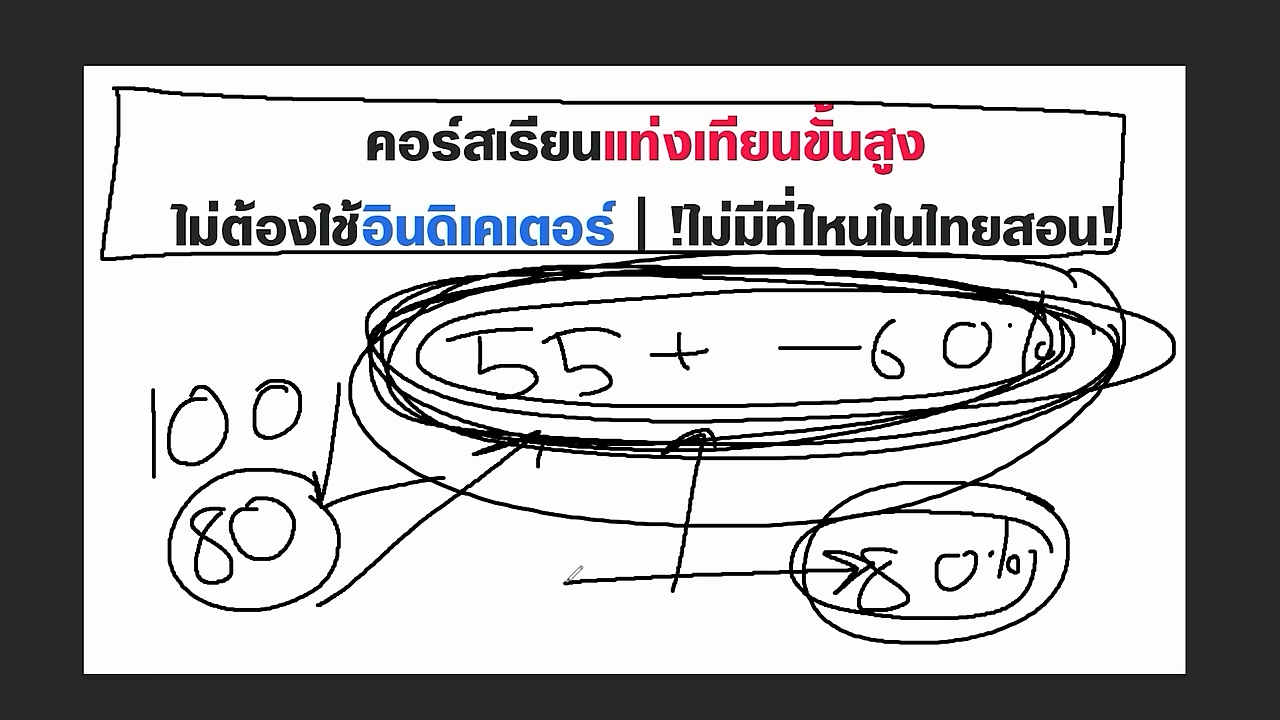 คอร์สเรียนแท่งเทียนขั้นสูง
ไม่ต้องใช้อินดิเคเตอร์ | !ไม่มีที่ไหนในไทยสอน!
55 + — 60%
100
80
80%